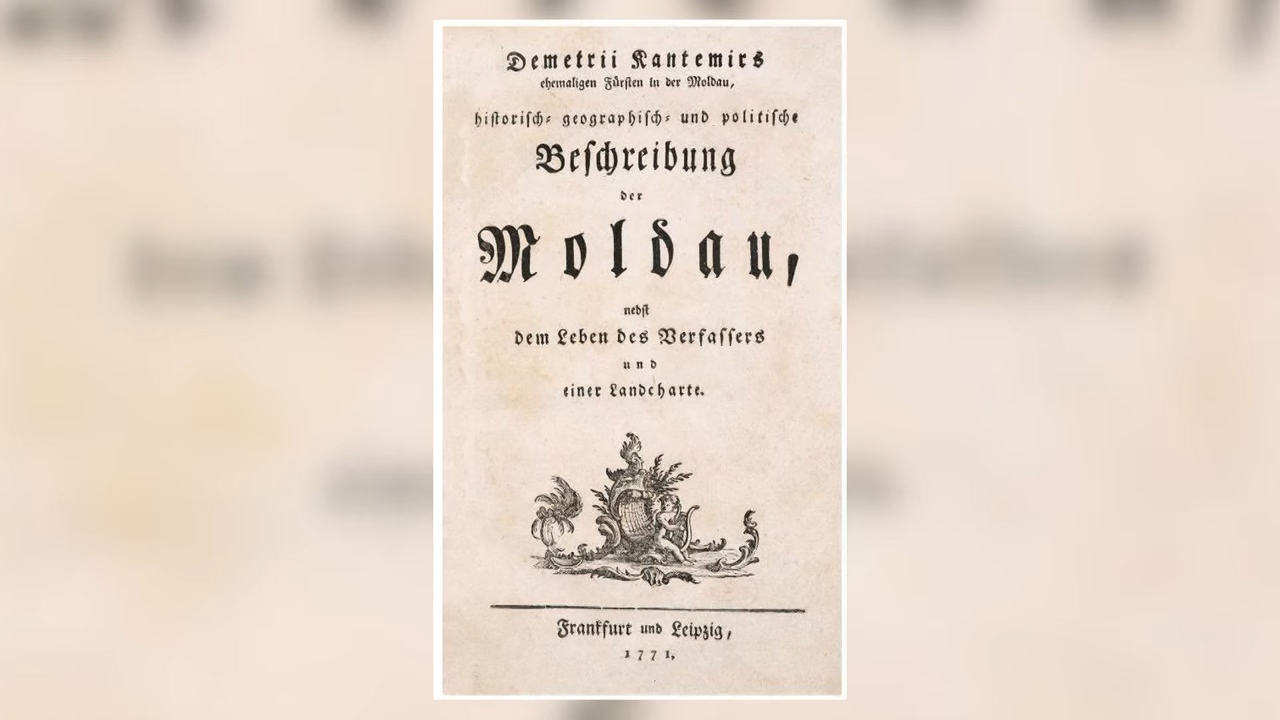 Demetrii Kantemirs
ehemaligen Fürsten in der Moldau,
historisch- geographisch- und politische
Beschreibung
der
Moldau,
nebst
dem Leben des Verfassers
und
einer Landcharte.
Frankfurt und Leipzig,
1771.